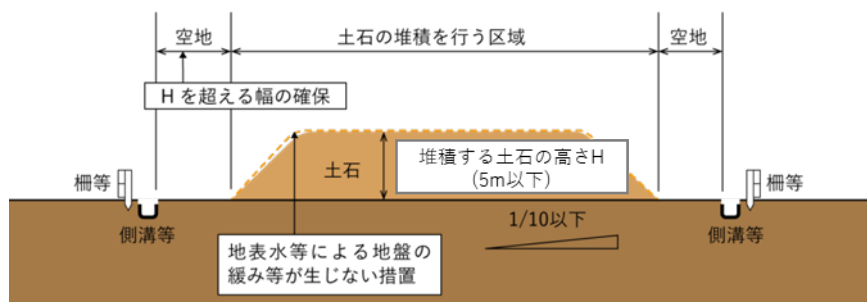 空地
土石の堆積を行う区域
空地
Hを超える幅の確保
土石
堆積する土石の高さH
(5m以下)
柵等
柵等
側溝等
1/10以下
側溝等
地表水等による地盤の
緩み等が生じない措置